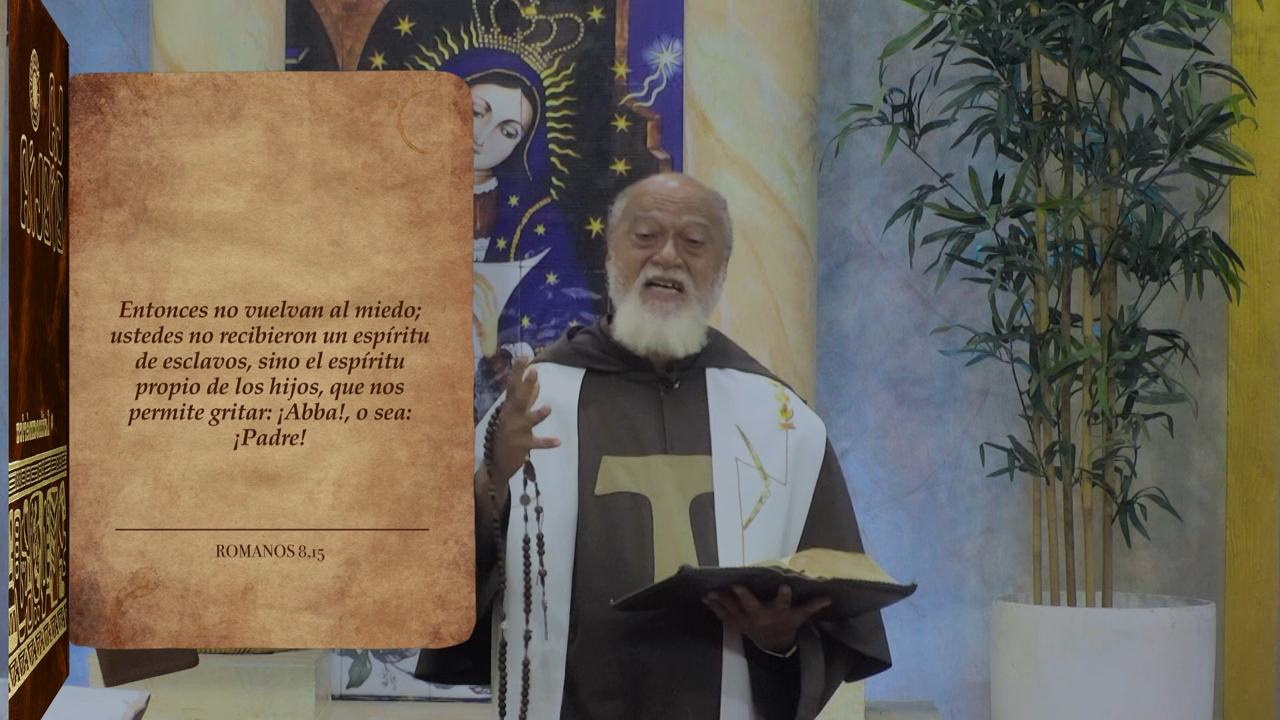 Entonces no vuelvan al miedo;
ustedes no recibieron un espíritu
de esclavos, sino el espíritu
propio de los hijos, que nos
permite gritar: ¡Abba!, o sea:
¡Padre!
ROMANOS 8,15